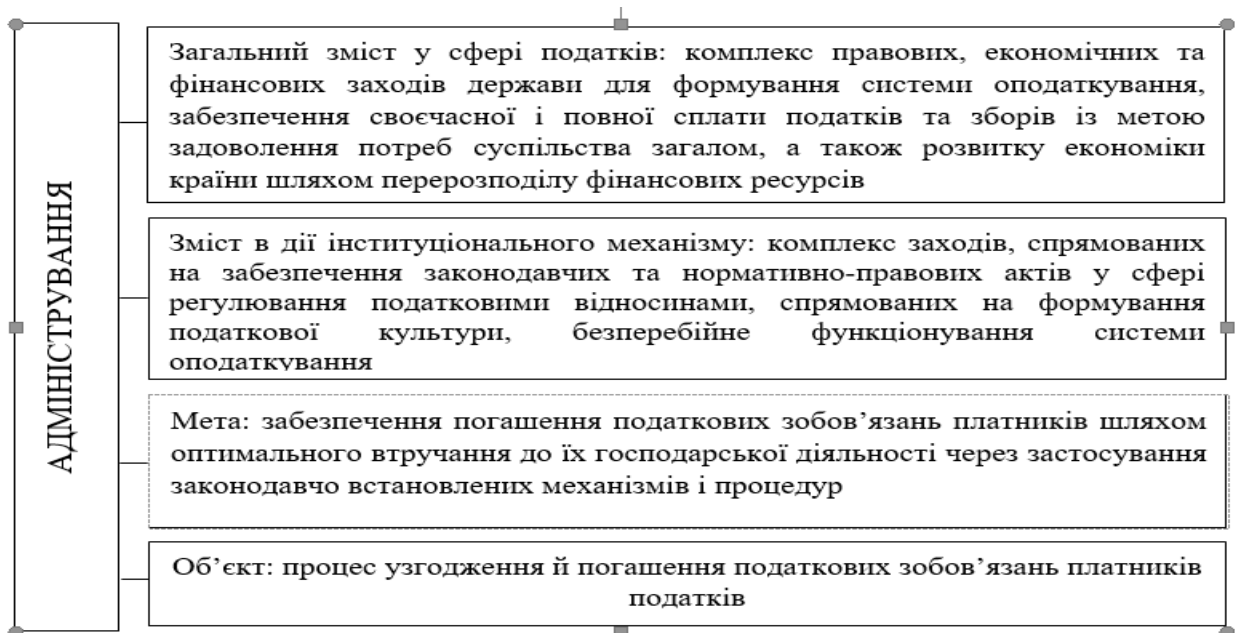 АДМІНІСТРУВАННЯ
Загальний зміст у сфері податків: комплекс правових, економічних та
фінансових заходів держави для формування системи оподаткування,
забезпечення своєчасної і повної сплати податків та зборів із метою
задоволення потреб суспільства загалом, а також розвитку економіки
країни шляхом перерозподілу фінансових ресурсів
Зміст в дії інституціонального механізму: комплекс заходів, спрямованих
на забезпечення законодавчих та нормативно-правових актів у сфері
регулювання податковими відносинами, спрямованих на формування
податкової культури, безперебійне функціонування системи
оподаткування
Мета: забезпечення погашення податкових зобов’язань платників шляхом
оптимального втручання до їх господарської діяльності через застосування
законодавчо встановлених механізмів і процедур
Об’єкт: процес узгодження й погашення податкових зобов’язань платників
податків